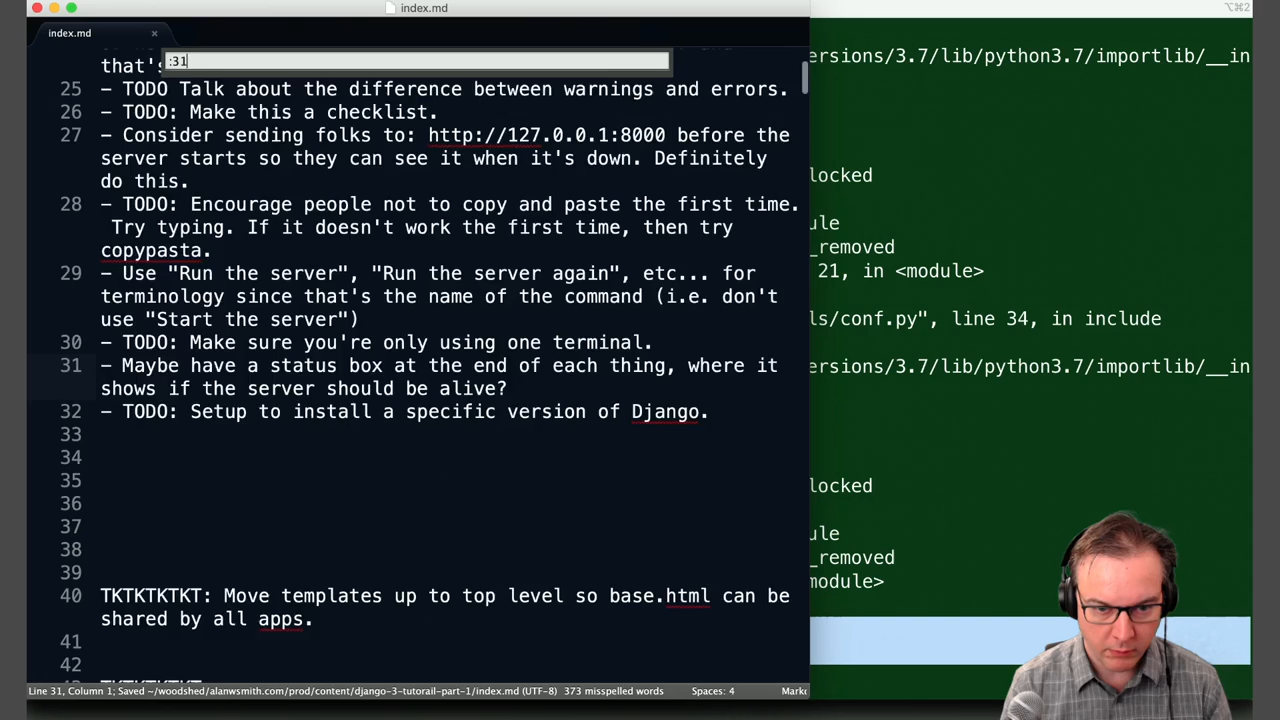 index.md
⌥⌘2
index.md ×
:31
that's
25 - TODO Talk about the difference between warnings and errors.
26 - TODO: Make this a checklist.
27 - Consider sending folks to: http://127.0.0.1:8000 before the
server starts so they can see it when it's down. Definitely
do this.
28 - TODO: Encourage people not to copy and paste the first time.
Try typing. If it doesn't work the first time, then try
copypasta.
29 - Use "Run the server", "Run the server again", etc... for
terminology since that's the name of the command (i.e. don't
use "Start the server")
30 - TODO: Make sure you're only using one terminal.
31 - Maybe have a status box at the end of each thing, where it
shows if the server should be alive?
32 - TODO: Setup to install a specific version of Django.
33
34
35
36
37
38
39
40 TKTKTKTKT: Move templates up to top level so base.html can be
shared by all apps.
41
42
Line 31, Column 1; Saved ~/woodshed/alanwsmith.com/prod/content/django-3-tutorail-part-1/index.md (UTF-8) 373 misspelled words Spaces: 4 Mark
ersions/3.7/lib/python3.7/importlib/__in
locked
ule
_removed
21, in <module>
ls/conf.py", line 34, in include
ersions/3.7/lib/python3.7/importlib/__in
locked
ule
_removed
module>